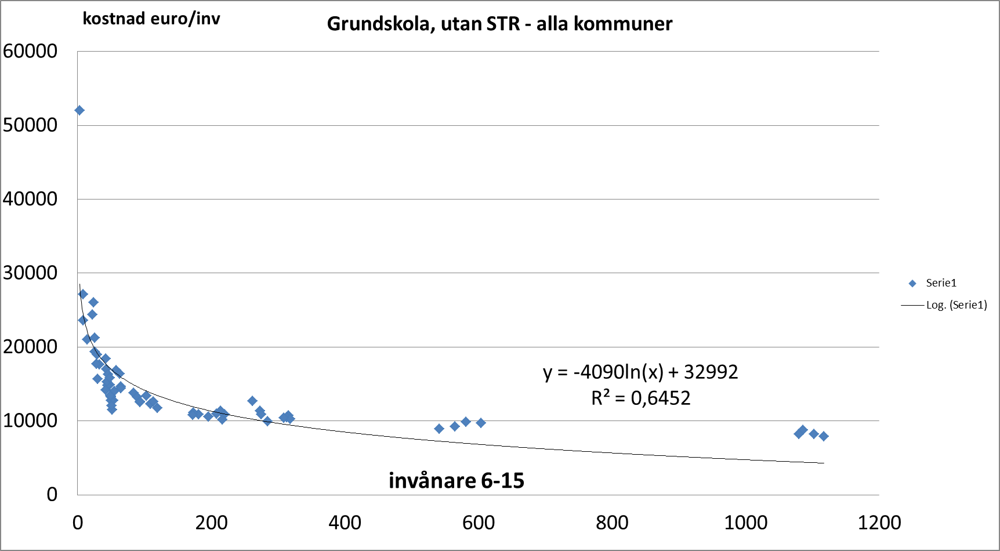 kostnad euro/inv
Grundskola, utan STR - alla kommuner
60000
50000
40000
30000
20000
10000
0
Serie1
Log. (Serie1)
y = -4090ln(x) + 32992
R² = 0,6452
invånare 6-15
0 200 400 600 800 1000 1200